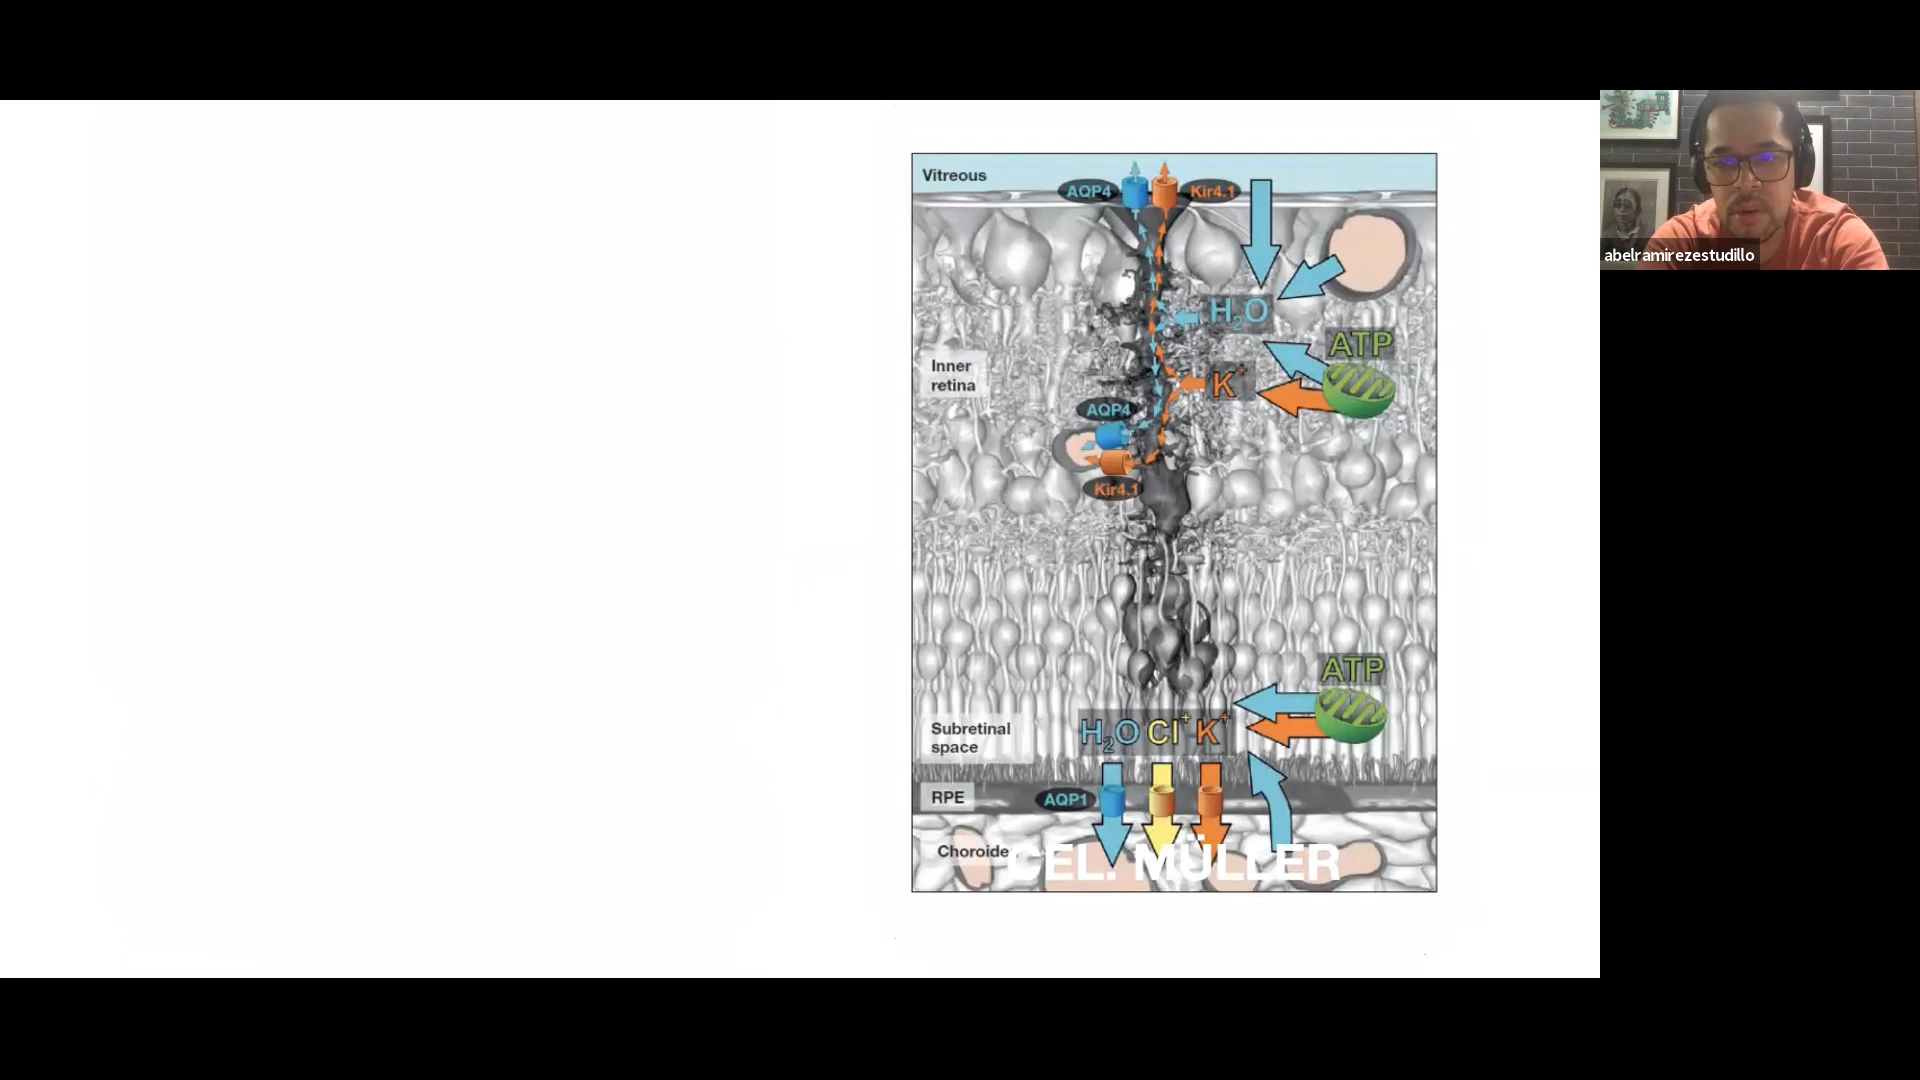 Vitreous
AQP4
Kir4.1
H2O
ATP
Inner
retina
K+
AQP4
Kir4.1
ATP
Subretinal
space
H2O Cl+ K+
RPE
AQP1
Choroide
CEL. MÜLLER
abelramirezestudillo